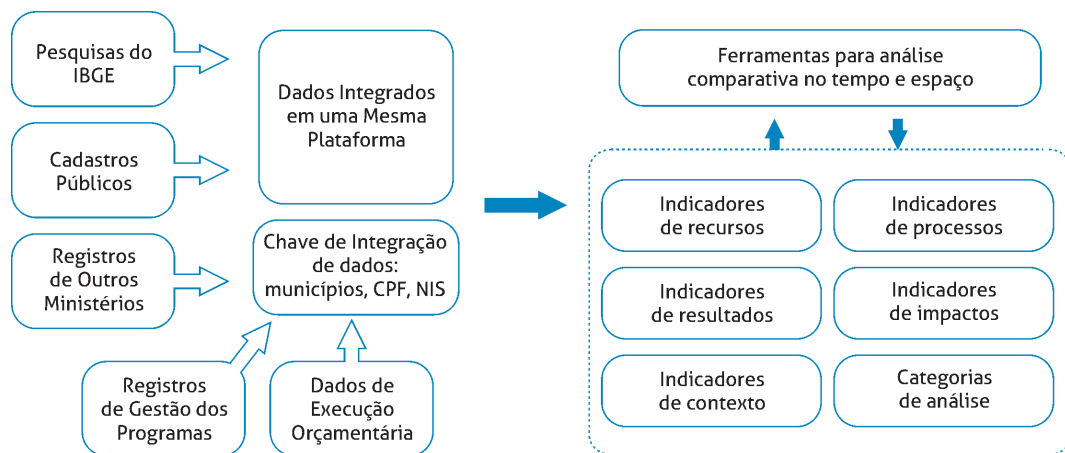 Pesquisas do
IBGE
Cadastros
Públicos
Registros
de Outros
Ministérios
Dados Integrados
em uma Mesma
Plataforma
Chave de Integração
de dados:
municípios, CPF, NIS
Registros
de Gestão dos
Programas
Dados de
Execução
Orçamentária
Ferramentas para análise
comparativa no tempo e espaço
Indicadores
de recursos
Indicadores
de processos
Indicadores
de resultados
Indicadores
de impactos
Indicadores
de contexto
Categorias
de análise